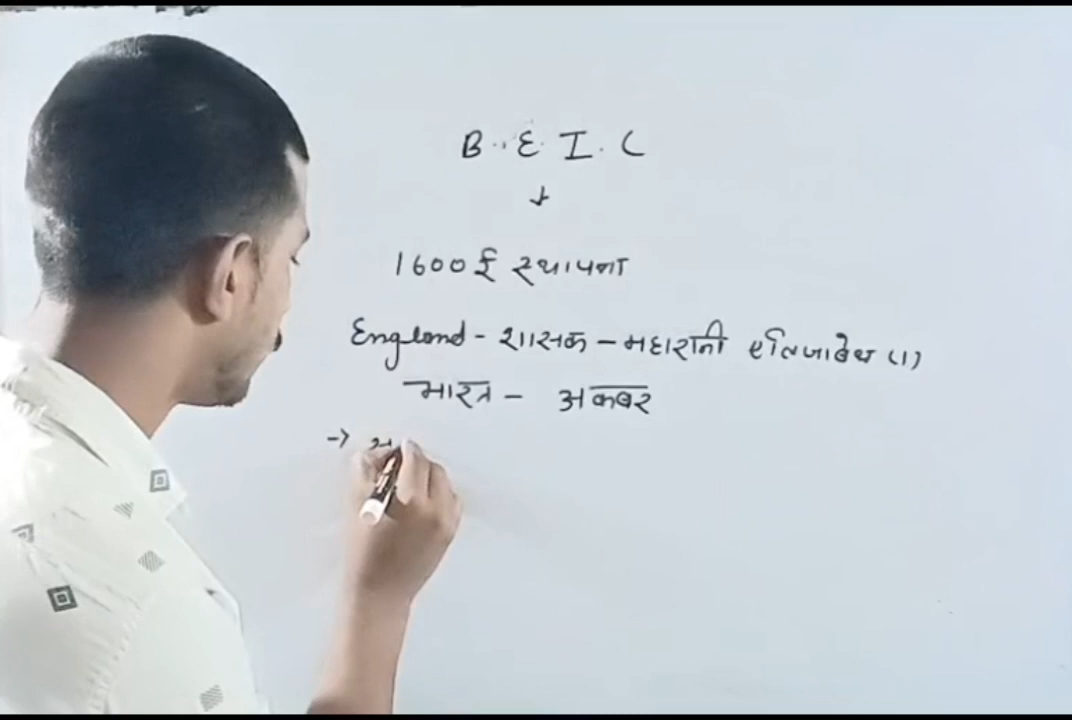 B. E. I. C
↓
1600 ई स्थापना
England - शासक - महारानी एलिजाबेथ (1)
भारत - अकबर
→